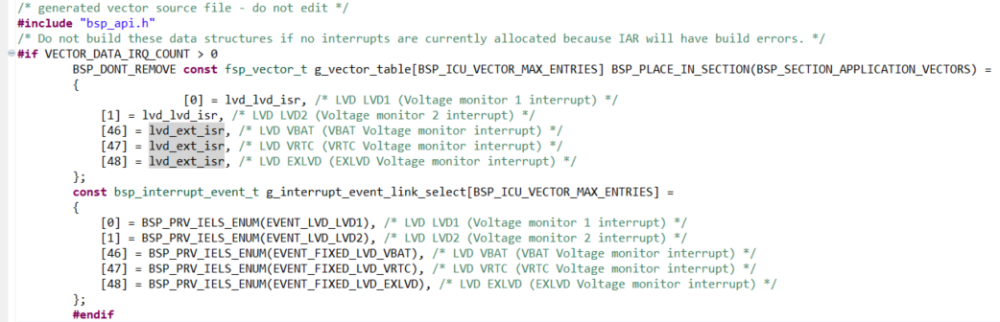 /* generated vector source file - do not edit */
#include "bsp_api.h"
/* Do not build these data structures if no interrupts are currently allocated because IAR will have build errors. */
#if VECTOR_DATA_IRQ_COUNT > 0
BSP_DONT_REMOVE const fsp_vector_t g_vector_table[BSP_ICU_VECTOR_MAX_ENTRIES] BSP_PLACE_IN_SECTION(BSP_SECTION_APPLICATION_VECTORS) =
{
[0] = lvd_lvd_isr, /* LVD LVD1 (Voltage monitor 1 interrupt) */
[1] = lvd_lvd_isr, /* LVD LVD2 (Voltage monitor 2 interrupt) */
[46] = lvd_ext_isr, /* LVD VBAT (VBAT Voltage monitor interrupt) */
[47] = lvd_ext_isr, /* LVD VRTC (VRTC Voltage monitor interrupt) */
[48] = lvd_ext_isr, /* LVD EXLVD (EXLVD Voltage monitor interrupt) */
};
const bsp_interrupt_event_t g_interrupt_event_link_select[BSP_ICU_VECTOR_MAX_ENTRIES] =
{
[0] = BSP_PRV_IELS_ENUM(EVENT_LVD_LVD1), /* LVD LVD1 (Voltage monitor 1 interrupt) */
[1] = BSP_PRV_IELS_ENUM(EVENT_LVD_LVD2), /* LVD LVD2 (Voltage monitor 2 interrupt) */
[46] = BSP_PRV_IELS_ENUM(EVENT_FIXED_LVD_VBAT), /* LVD VBAT (VBAT Voltage monitor interrupt) */
[47] = BSP_PRV_IELS_ENUM(EVENT_FIXED_LVD_VRTC), /* LVD VRTC (VRTC Voltage monitor interrupt) */
[48] = BSP_PRV_IELS_ENUM(EVENT_FIXED_LVD_EXLVD), /* LVD EXLVD (EXLVD Voltage monitor interrupt) */
};
#endif